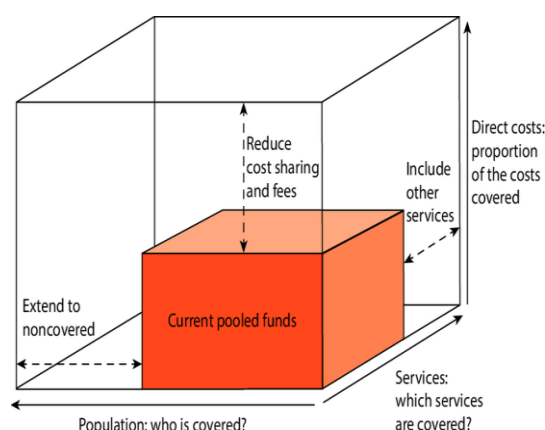 Reduce
cost sharing
and fees
Direct costs:
proportion
of the costs
covered
Include
other
services
Extend to
noncovered
Current pooled funds
Services:
which services
are covered?
Population: who is covered?